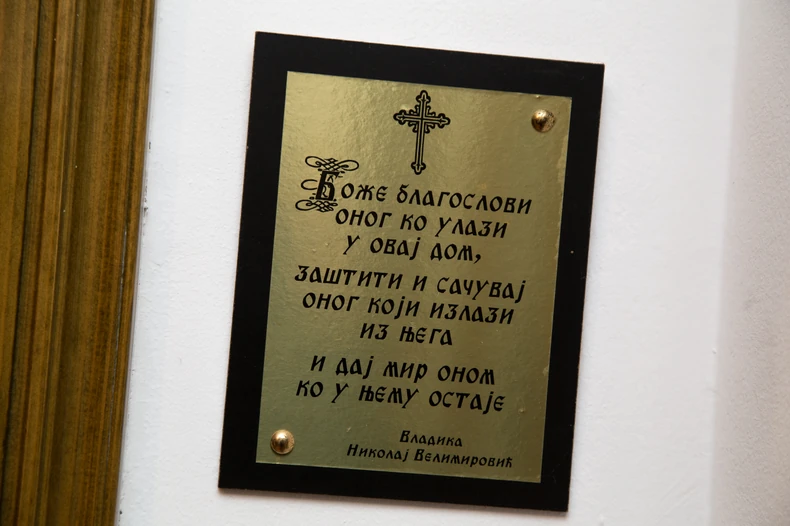 Боже благослови
оног ко улази
у овај дом,
заштити и сачувај
оног који излази
из њега
и дај мир оном
ко у њему остаје
Владика
Николај Велимировић